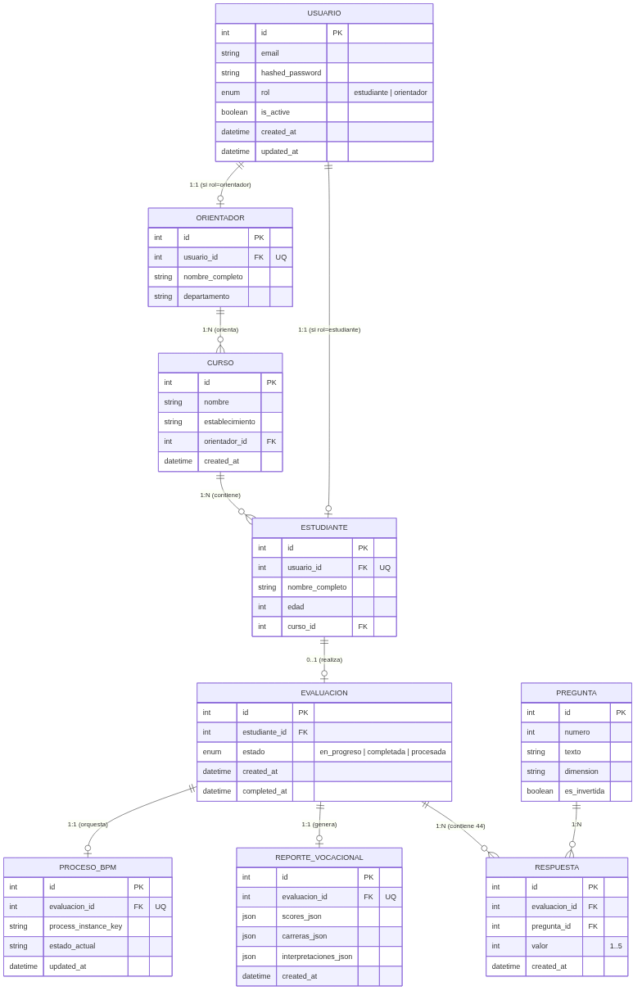 USUARIO
int id PK
string email
string hashed_password
enum rol estudiante | orientador
boolean is_active
datetime created_at
datetime updated_at
1:1 (si rol=orientador)
ORIENTADOR
int id PK
int usuario_id FK UQ
string nombre_completo
string departamento
1:N (orienta)
1:1 (si rol=estudiante)
CURSO
int id PK
string nombre
string establecimiento
int orientador_id FK
datetime created_at
1:N (contiene)
ESTUDIANTE
int id PK
int usuario_id FK UQ
string nombre_completo
int edad
int curso_id FK
0..1 (realiza)
EVALUACION
int id PK
int estudiante_id FK
enum estado en_progreso | completada | procesada
datetime created_at
datetime completed_at
PREGUNTA
int id PK
int numero
string texto
string dimension
boolean es_invertida
1:1 (orquesta)
1:1 (genera)
1:N (contiene 44)
1:N
PROCESO_BPM
int id PK
int evaluacion_id FK UQ
string process_instance_key
string estado_actual
datetime updated_at
REPORTE_VOCACIONAL
int id PK
int evaluacion_id FK UQ
json scores_json
json carreras_json
json interpretaciones_json
datetime created_at
RESPUESTA
int id PK
int evaluacion_id FK
int pregunta_id FK
int valor 1..5
datetime created_at